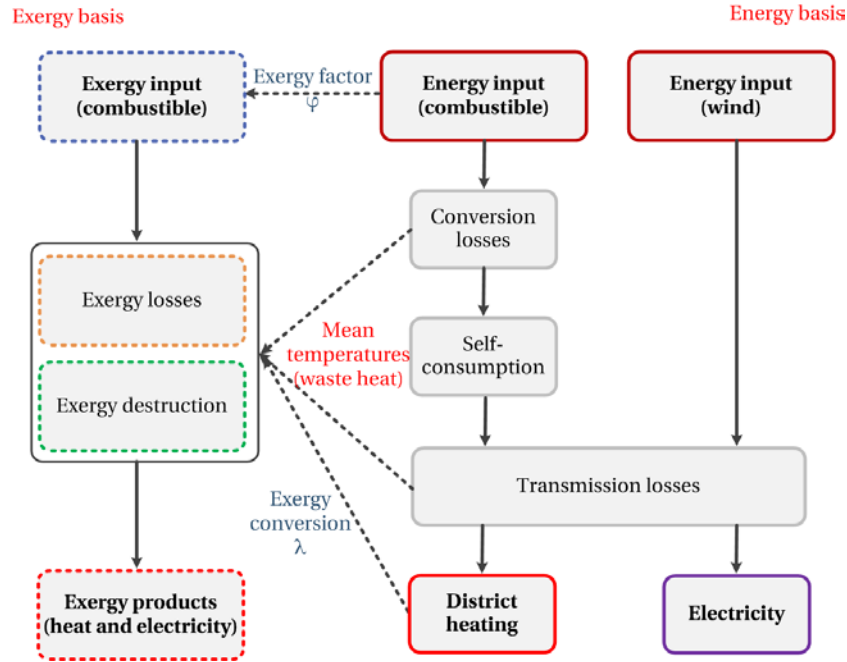 Exergy basis
Energy basis
Exergy input
(combustible)
Exergy factor
φ
Energy input
(combustible)
Energy input
(wind)
Conversion
losses
Exergy losses
Mean
temperatures
(waste heat)
Self-
consumption
Exergy destruction
Transmission losses
Exergy
conversion
λ
Exergy products
(heat and electricity)
District
heating
Electricity